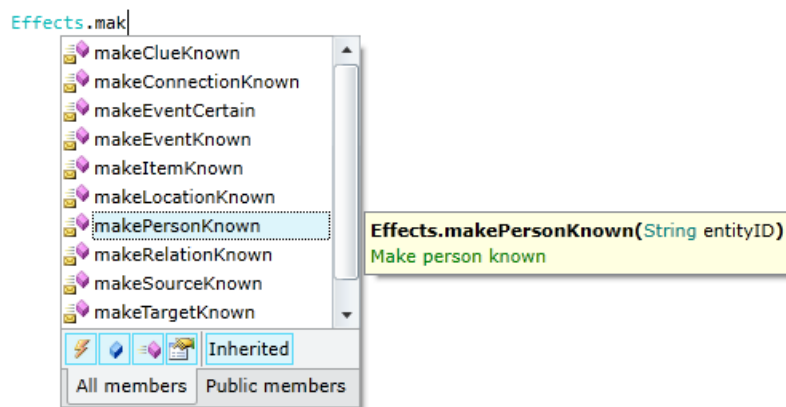 Effects.mak
makeClueKnown
makeConnectionKnown
makeEventCertain
makeEventKnown
makeItemKnown
makeLocationKnown
makePersonKnown
Effects.makePersonKnown(String entityID)
Make person known
makeRelationKnown
makeSourceKnown
makeTargetKnown
Inherited
All members Public members